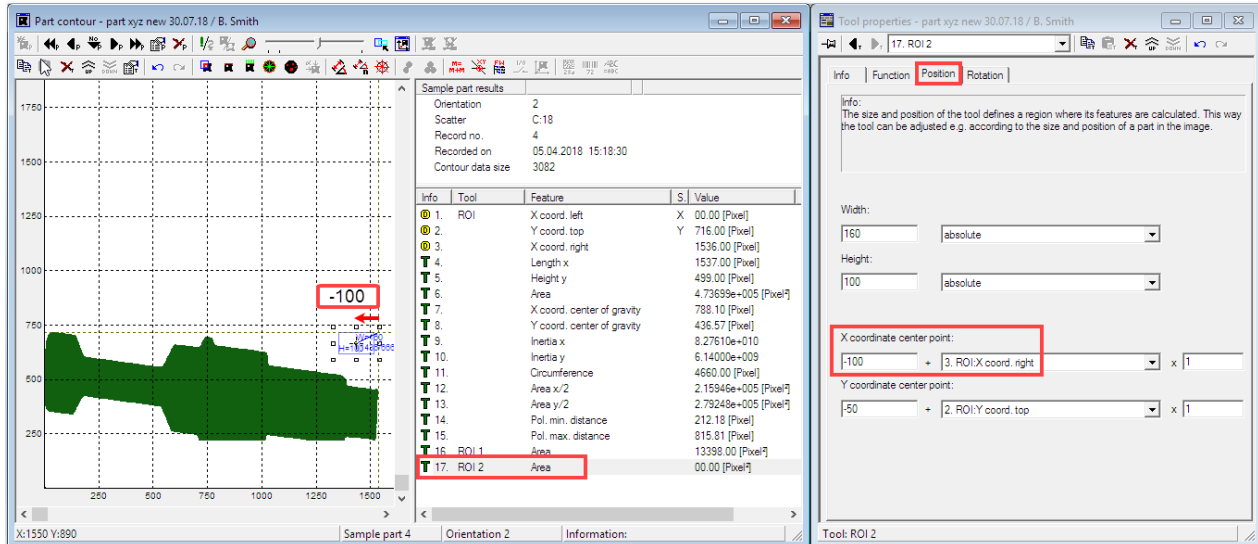 Part contour - part xyz new 30.07.18 / B. Smith
1750
1500
1250
1000
750
500
250
250 500 750 1000 1250 1500
-100
Sample part results
Orientation 2
Scatter C:18
Record no. 4
Recorded on 05.04.2018 15:18:30
Contour data size 3082
Info Tool Feature S. Value
1. ROI X coord. left X 00.00 [Pixel]
2. Y coord. top Y 716.00 [Pixel]
3. X coord. right 1536.00 [Pixel]
4. Length x 1537.00 [Pixel]
5. Height y 499.00 [Pixel]
6. Area 4.73699e+005 [Pixel²]
7. X coord. center of gravity 788.10 [Pixel]
8. Y coord. center of gravity 436.57 [Pixel]
9. Inertia x 8.27610e+010
10. Inertia y 6.14000e+009
11. Circumference 4660.00 [Pixel]
12. Area x/2 2.15946e+005 [Pixel²]
13. Area y/2 2.79248e+005 [Pixel²]
14. Pol. min. distance 212.18 [Pixel]
15. Pol. max. distance 815.81 [Pixel]
16. ROI 1 Area 13398.00 [Pixel²]
17. ROI 2 Area 00.00 [Pixel²]
X:1550 Y:890 Sample part 4 Orientation 2 Information:
Tool properties - part xyz new 30.07.18 / B. Smith
17. ROI 2
Info Function Position Rotation
Info:
The size and position of the tool defines a region where its features are calculated. This way
the tool can be adjusted e.g. according to the size and position of a part in the image.
Width:
160 absolute
Height:
100 absolute
X coordinate center point:
-100 + 3. ROI:X coord. right x 1
Y coordinate center point:
-50 + 2. ROI:Y coord. top x 1
Tool: ROI 2